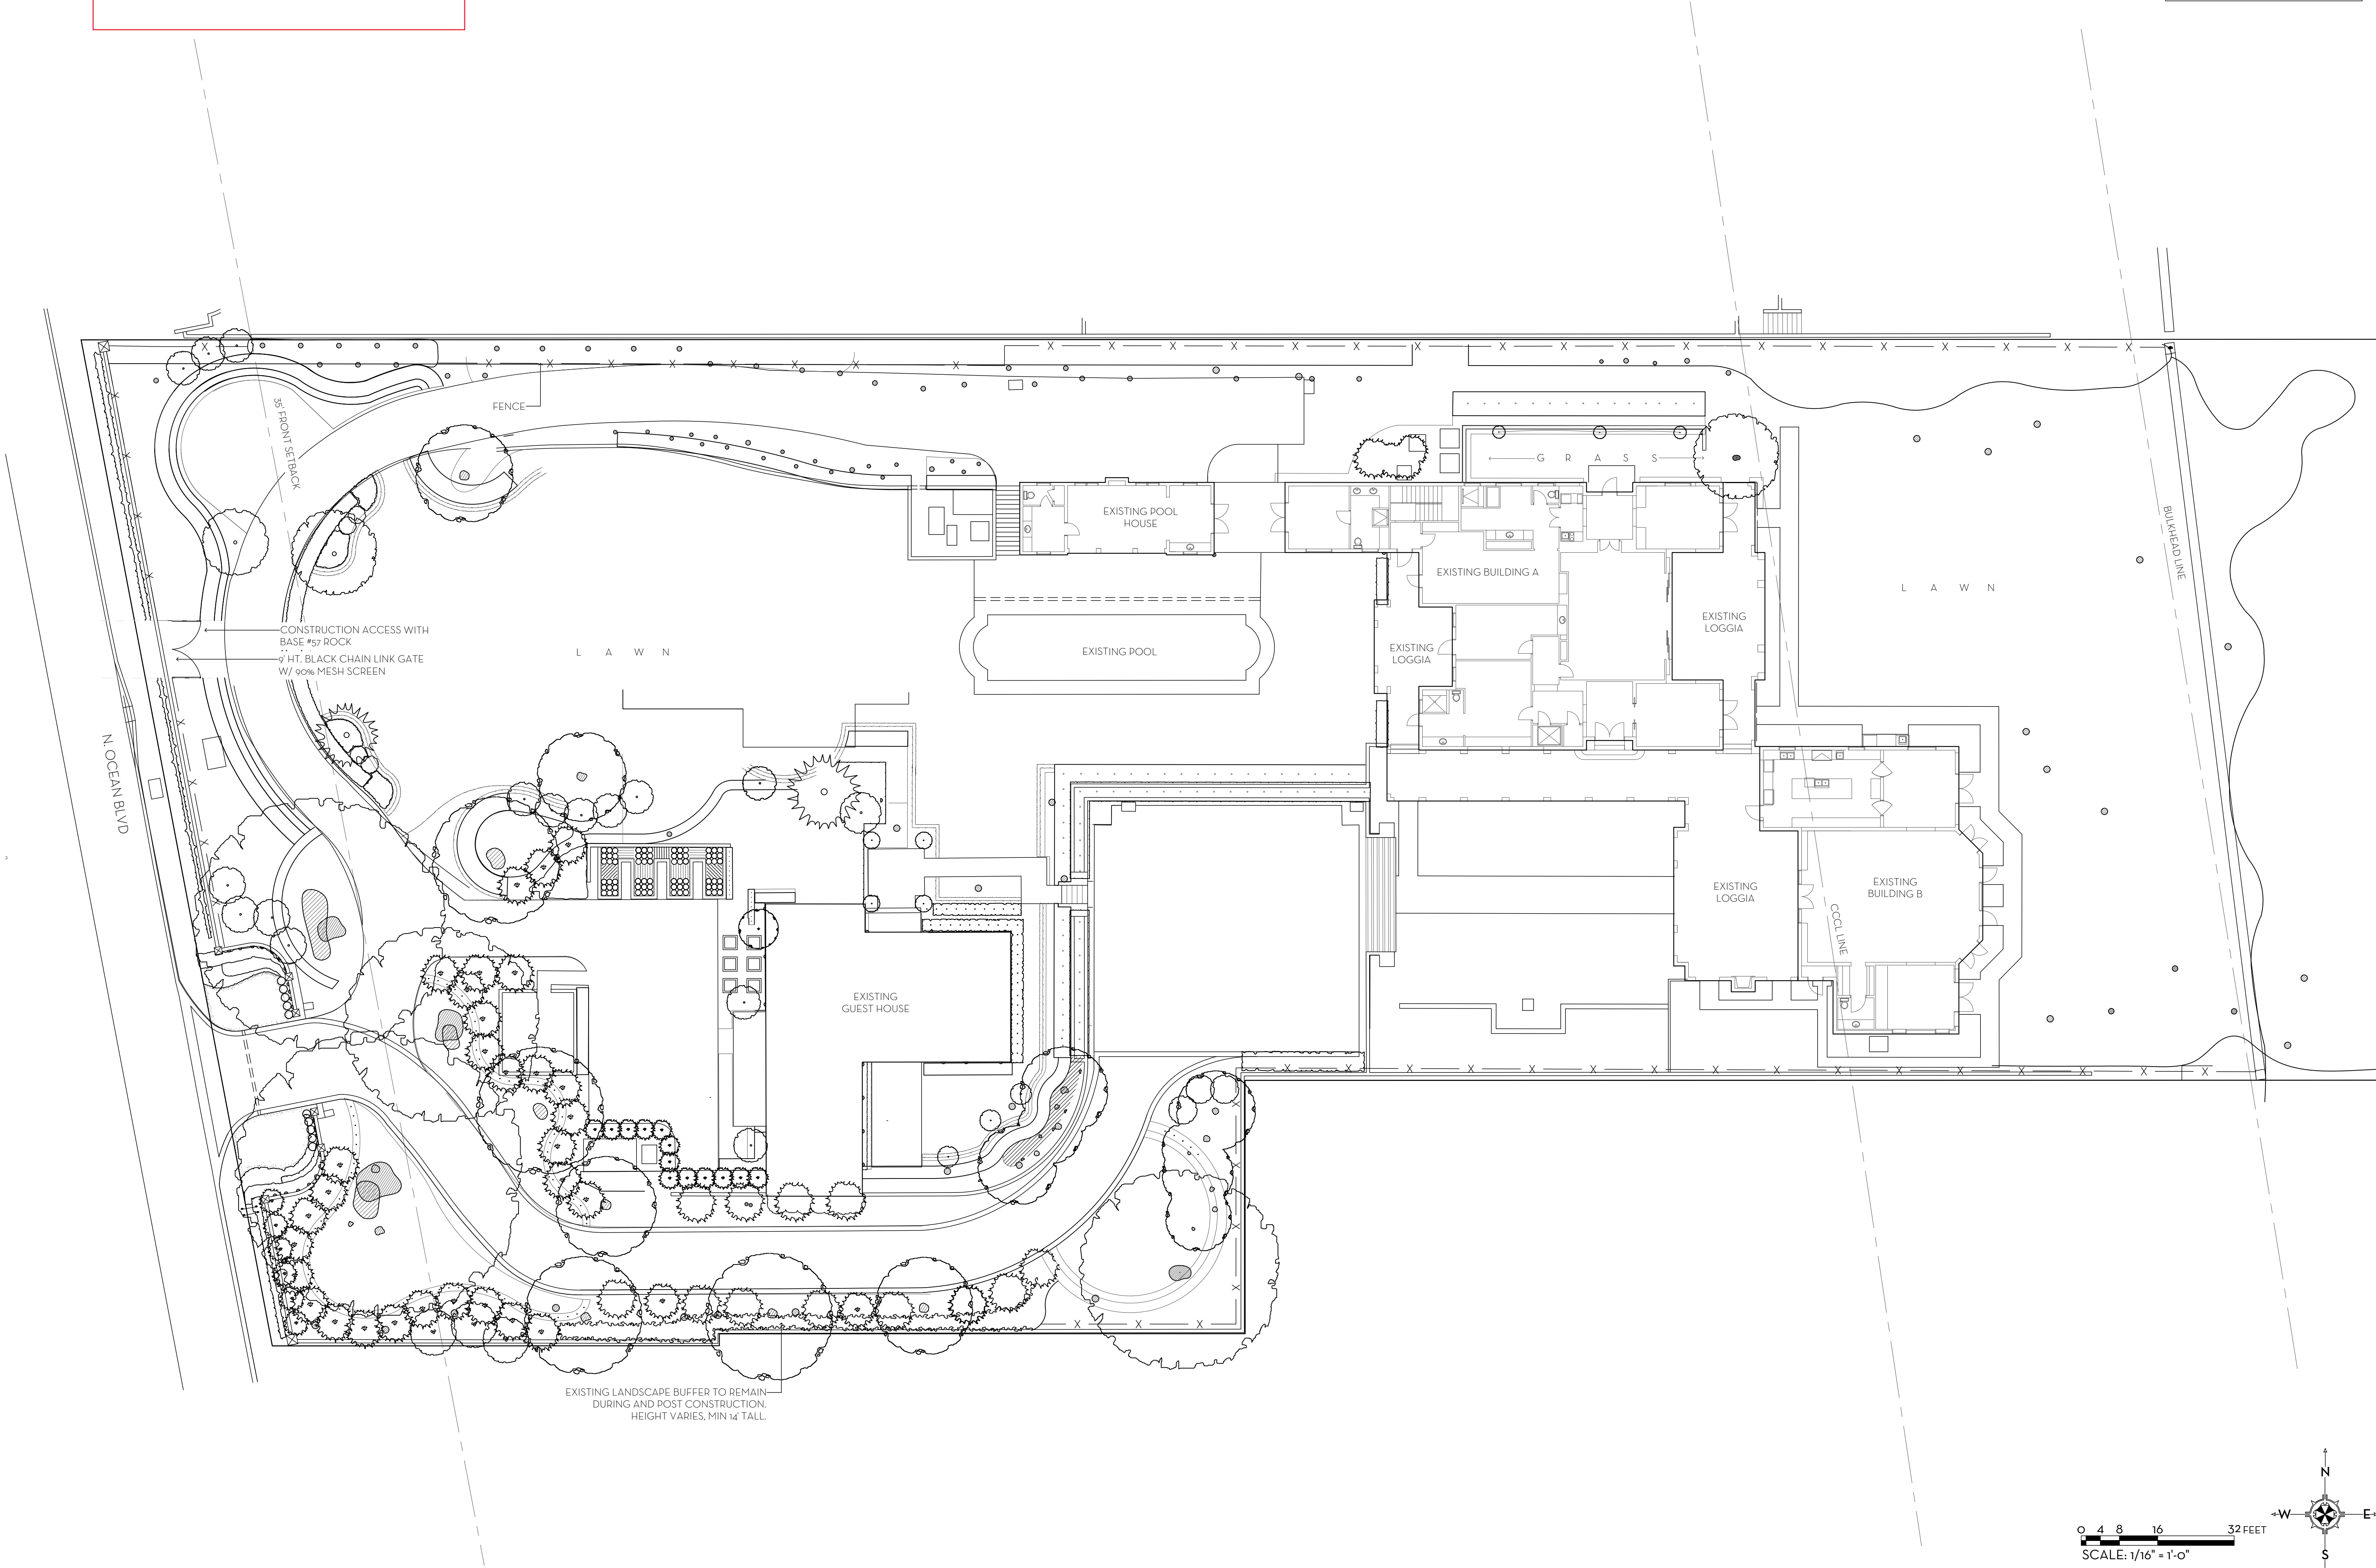 FENCE
35' FRONT SETBACK
G R A S S
EXISTING POOL
HOUSE
EXISTING BUILDING A
L A W N
BULKHEAD LINE
EXISTING
LOGGIA
CONSTRUCTION ACCESS WITH
BASE #57 ROCK
9' HT. BLACK CHAIN LINK GATE
W/ 90% MESH SCREEN
L A W N
EXISTING POOL
EXISTING
LOGGIA
N. OCEAN BLVD
EXISTING
LOGGIA
EXISTING
BUILDING B
CCCL LINE
EXISTING
GUEST HOUSE
EXISTING LANDSCAPE BUFFER TO REMAIN
DURING AND POST CONSTRUCTION.
HEIGHT VARIES, MIN 14' TALL.
N
W E
S
0 4 8 16 32 FEET
SCALE: 1/16" = 1'-0"